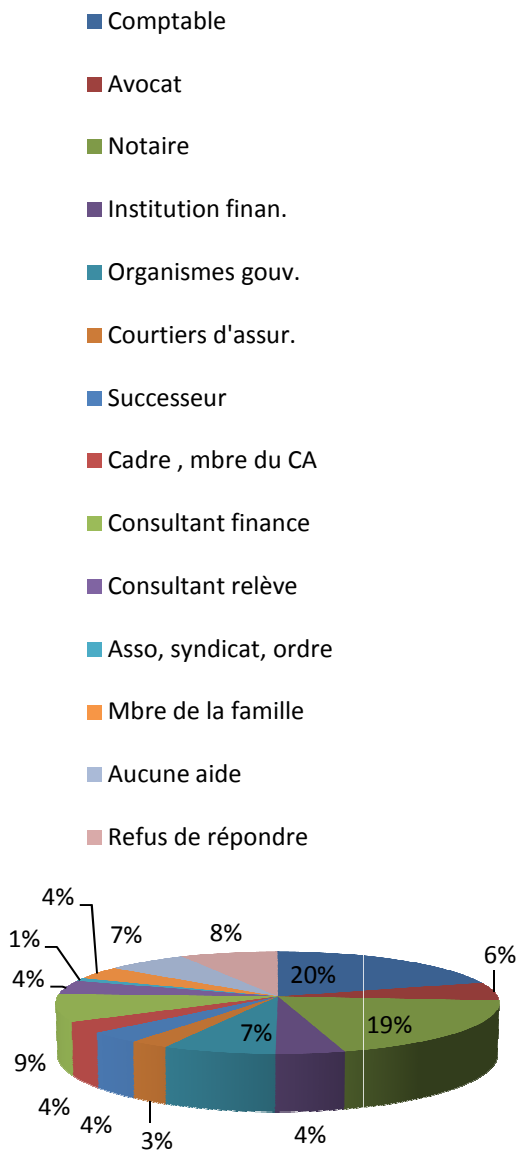 Comptable
Avocat
Notaire
Institution finan.
Organismes gouv.
Courtiers d'assur.
Successeur
Cadre , mbre du CA
Consultant finance
Consultant relève
Asso, syndicat, ordre
Mbre de la famille
Aucune aide
Refus de répondre
4%
1%
7%
8%
20%
6%
4%
7%
19%
9%
4%
4%
3%
4%